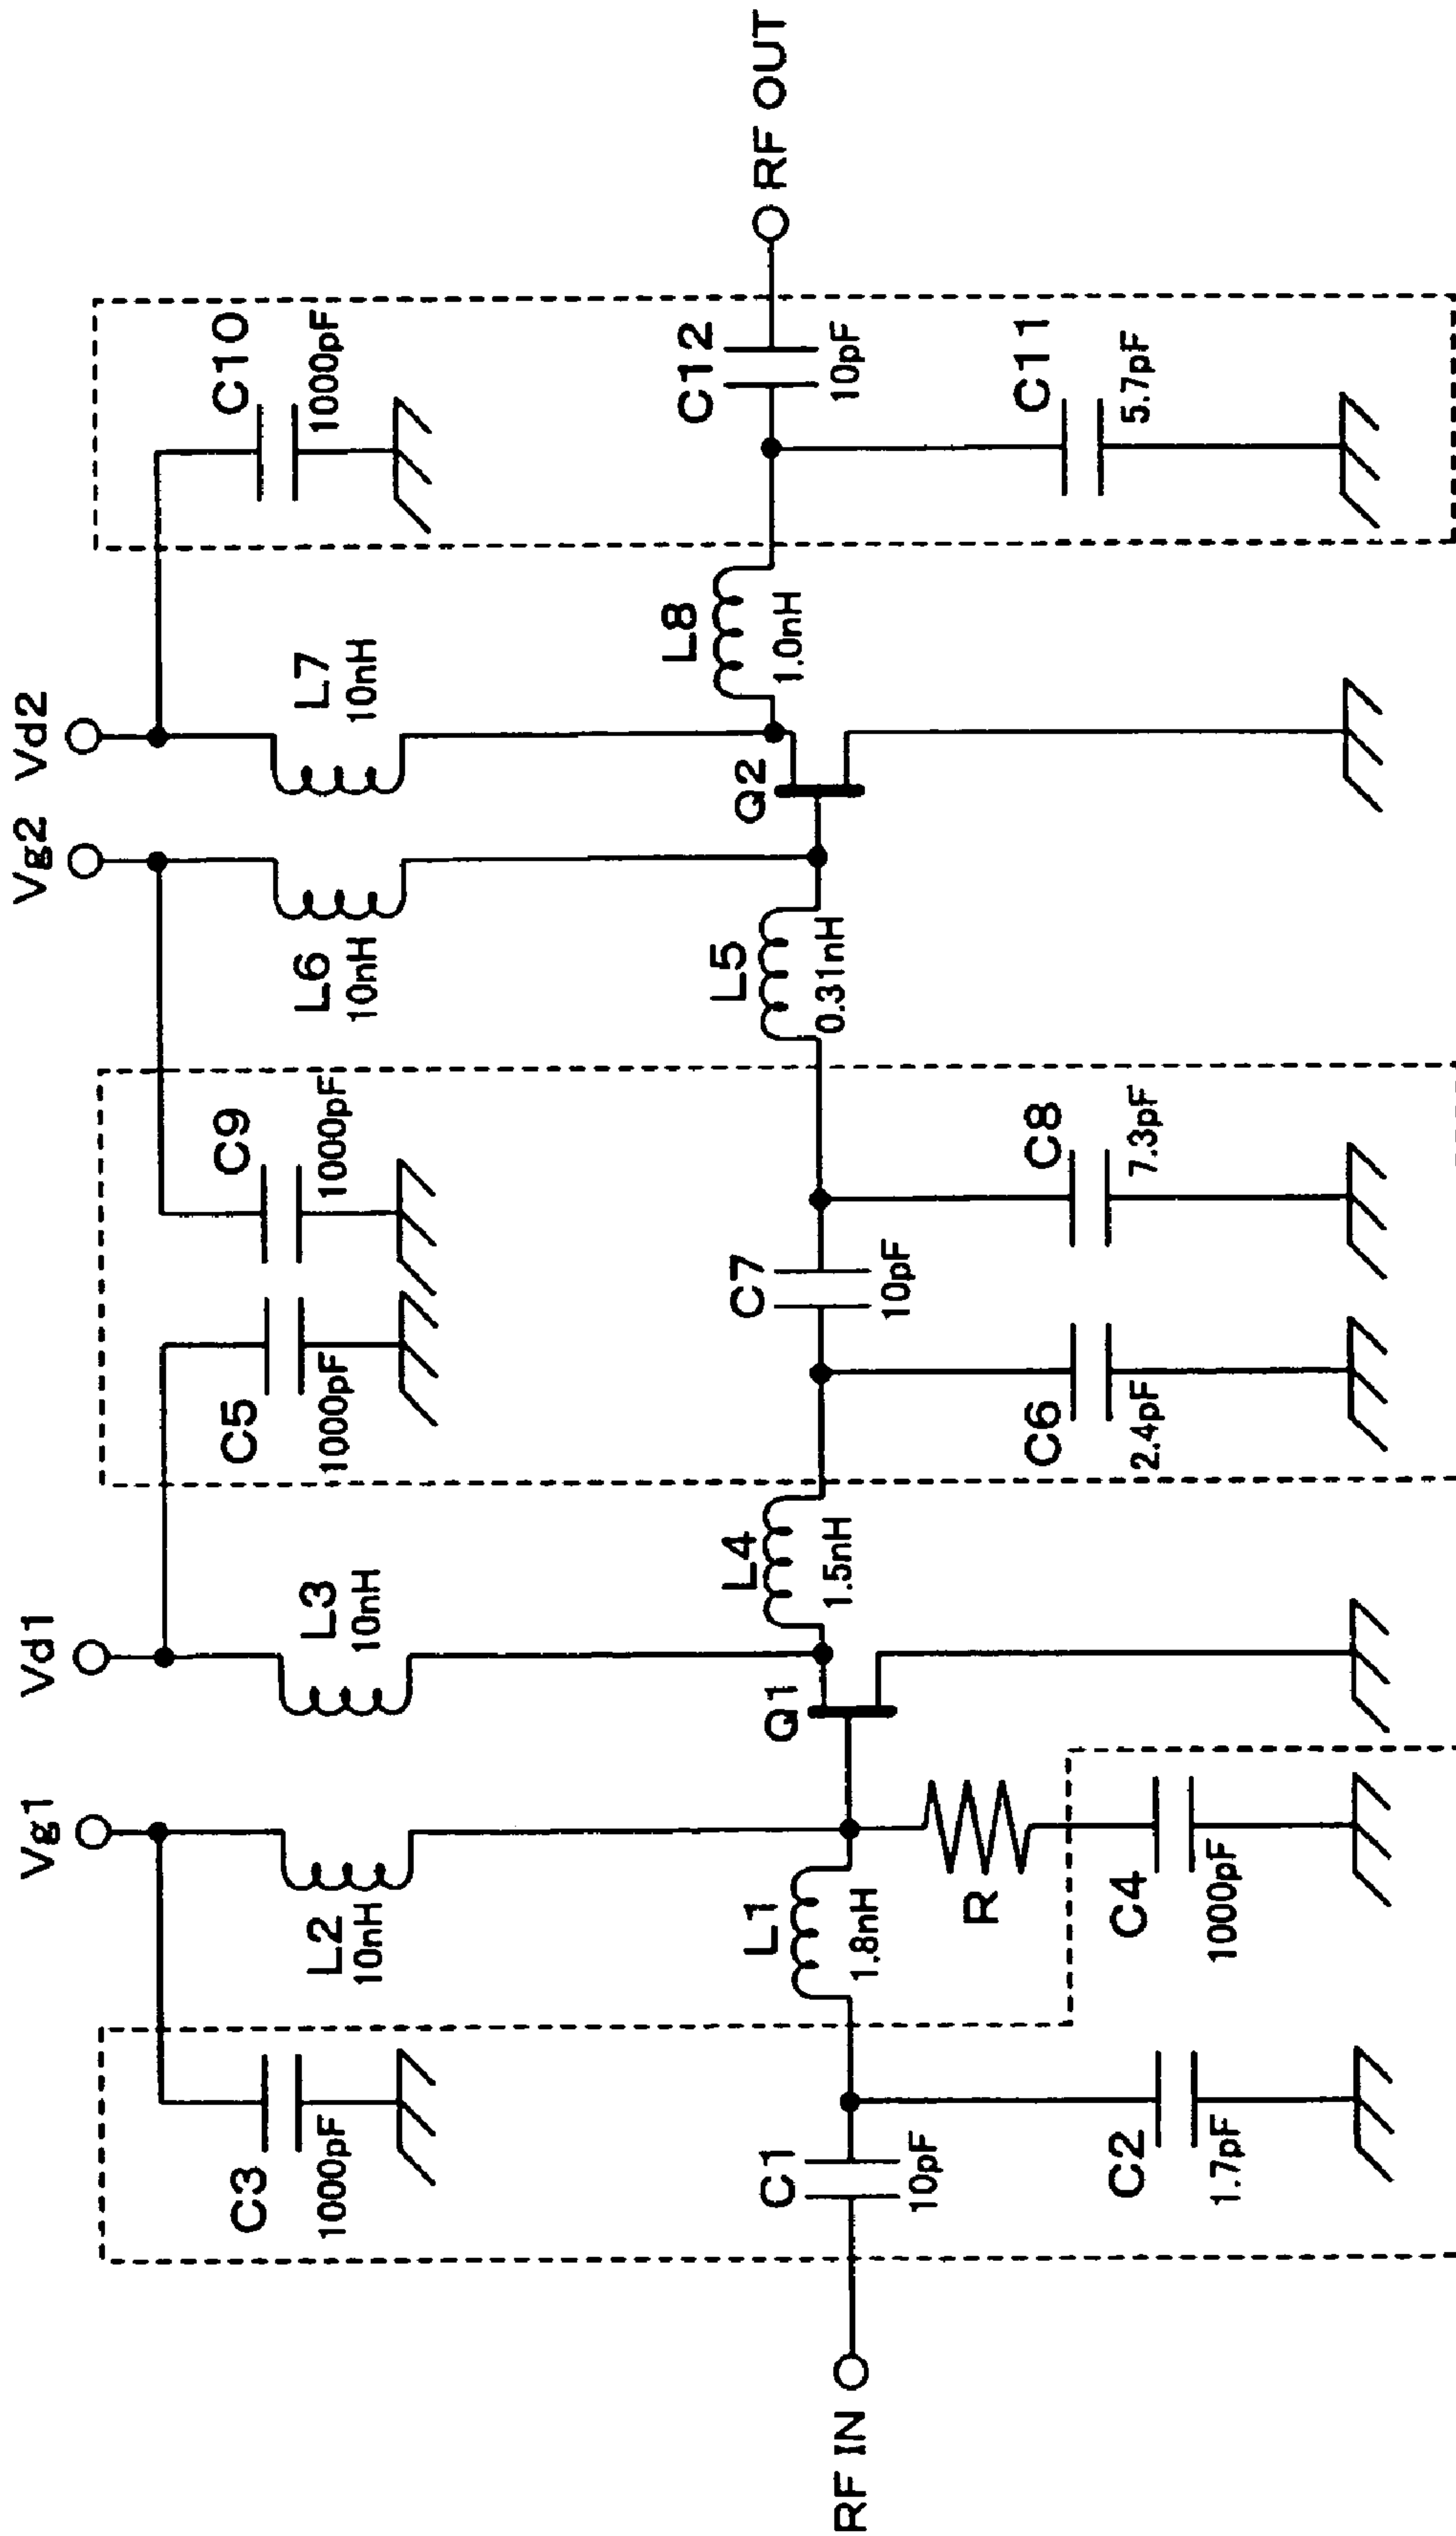 Vg1
Vd1
Vg2
Vd2
C3
1000pF
L2
10nH
L3
10nH
C5
1000pF
C9
1000pF
L6
10nH
L7
10nH
C10
1000pF
RF IN
C1
10pF
L1
1.8nH
Q1
L4
1.5nH
C7
10pF
L5
0.31nH
Q2
L8
1.0nH
C12
10pF
RF OUT
C2
1.7pF
R
C4
1000pF
C6
2.4pF
C8
7.3pF
C11
5.7pF